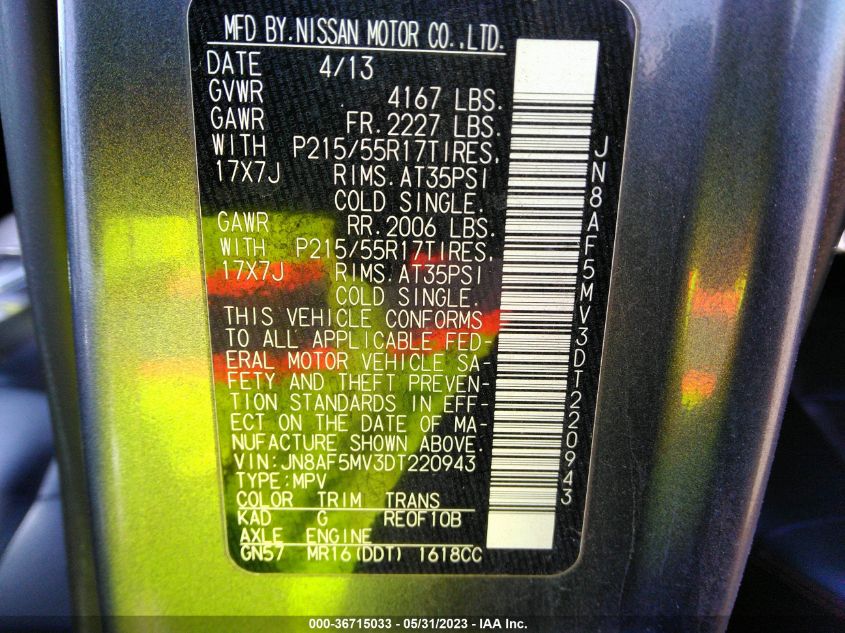 MFD BY.NISSAN MOTOR CO.,LTD.
DATE 4/13
GVWR 4167 LBS.
GAWR FR.2227 LBS.
WITH P215/55R17TIRES,
17X7J RIMS.AT35PSI
COLD SINGLE.
GAWR RR.2006 LBS.
WITH P215/55R17TIRES,
17X7J RIMS.AT35PSI
COLD SINGLE.
THIS VEHICLE CONFORMS
TO ALL APPLICABLE FED-
ERAL MOTOR VEHICLE SA-
FETY AND THEFT PREVEN-
TION STANDARDS IN EFF-
ECT ON THE DATE OF MA-
NUFACTURE SHOWN ABOVE.
VIN:JN8AF5MV3DT220943
TYPE:MPV
COLOR TRIM TRANS
KAD G RE0F10B
AXLE ENGINE
GN57 MR16(DDT) 1618CC
JN8AF5MV3DT220943
000-36715033 - 05/31/2023 - IAA Inc.